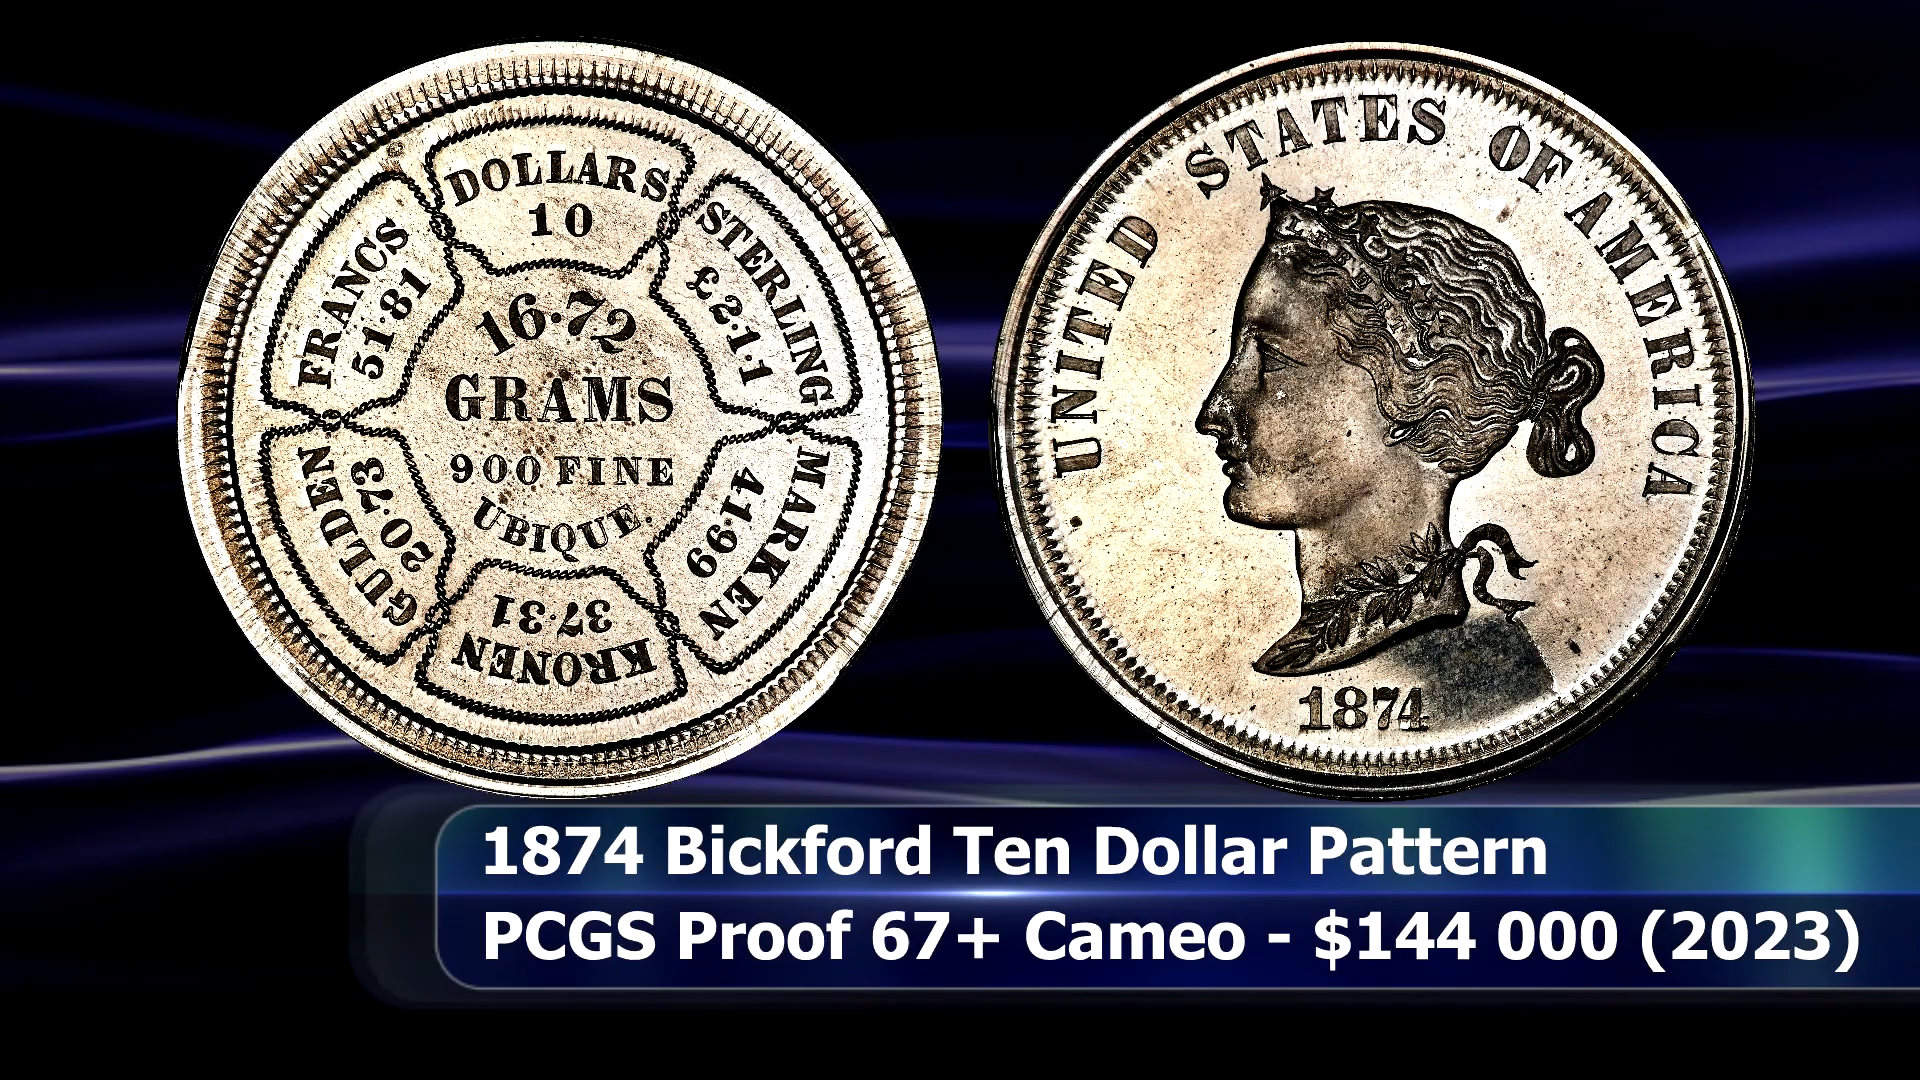 DOLLARS
10
STERLING
£2·1·1
MARKEN
41·99
KRONEN
37·31
GULDEN
20·73
FRANCS
51·81
16·72
GRAMS
900 FINE
UBIQUE.
UNITED STATES OF AMERICA
LIBERTY
1874
1874 Bickford Ten Dollar Pattern
PCGS Proof 67+ Cameo - $144 000 (2023)